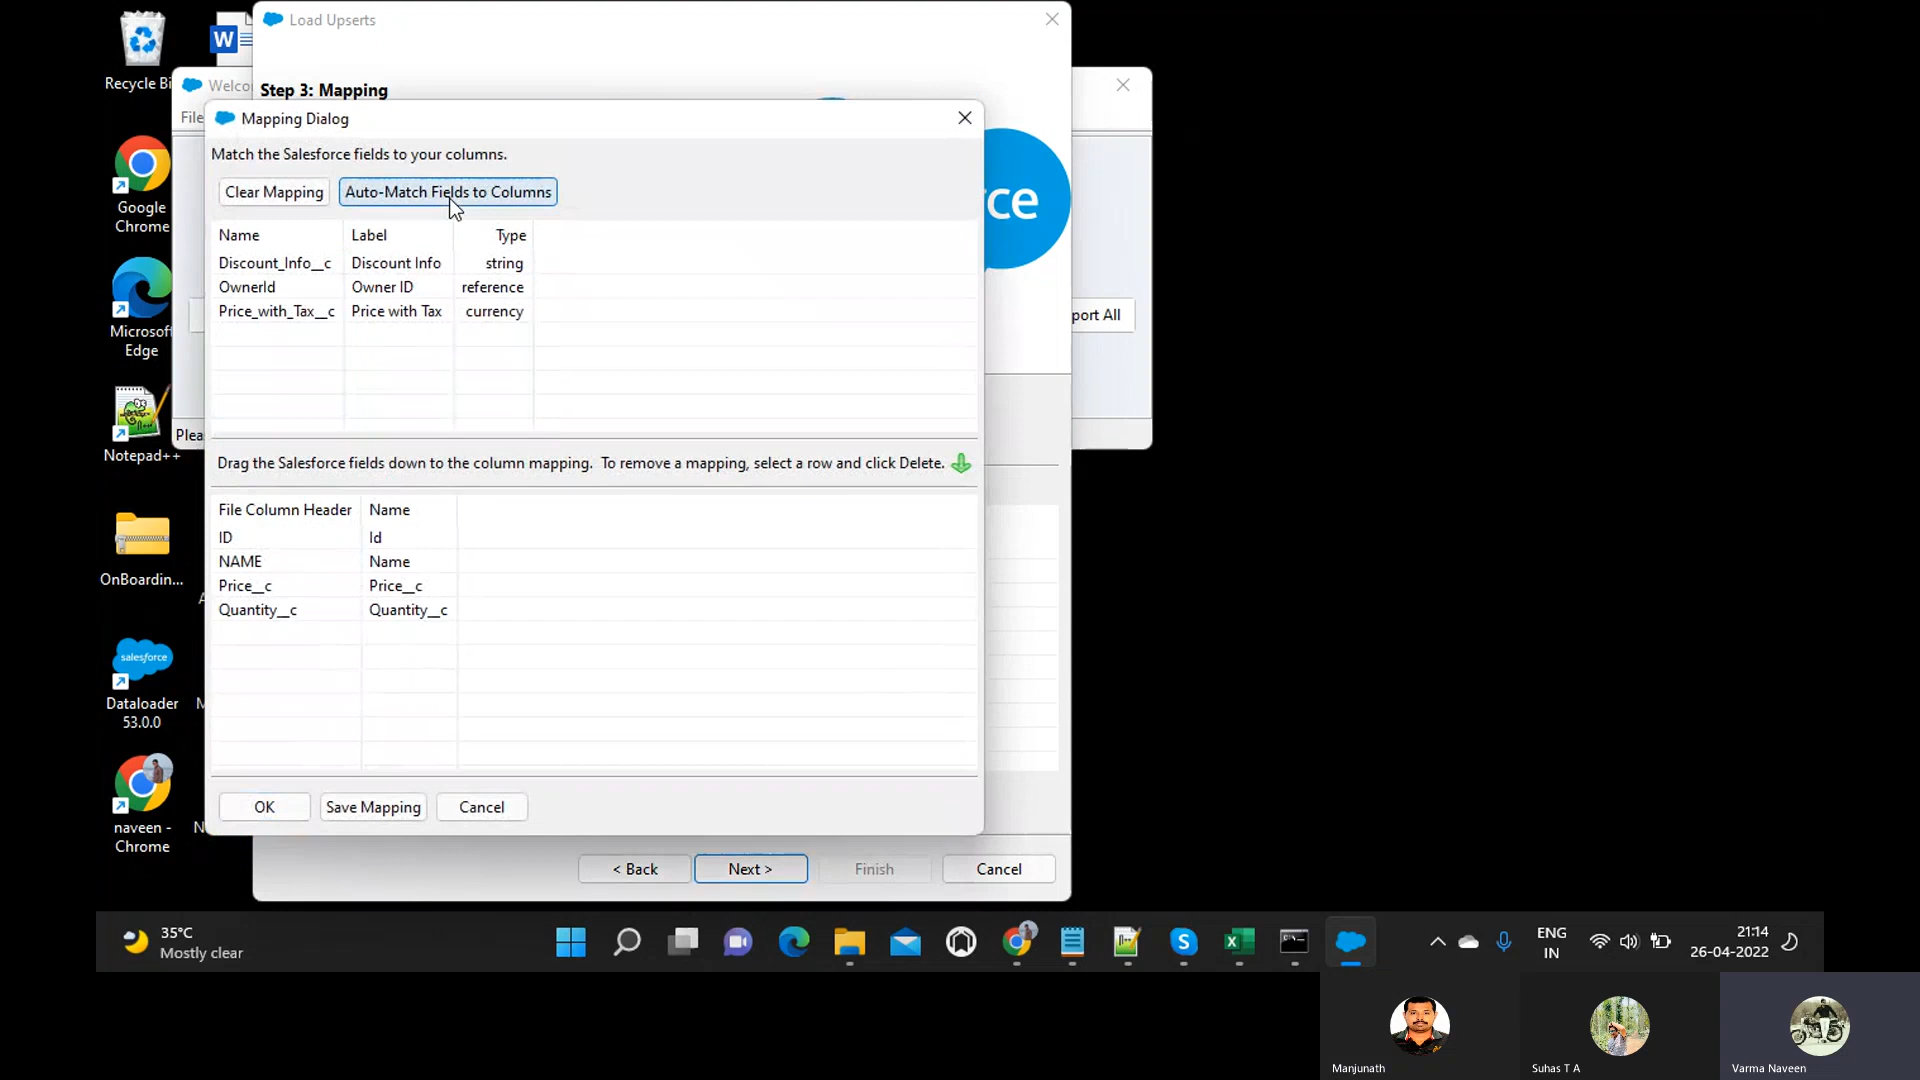 Load Upserts
Recycle Bi
W
Welco
Step 3: Mapping
File
Mapping Dialog
Match the Salesforce fields to your columns.
Clear Mapping
Auto-Match Fields to Columns
ce
Google
Chrome
Name Label Type
Discount_Info__c Discount Info string
OwnerId Owner ID reference
Price_with_Tax__c Price with Tax currency
port All
Microsof
Edge
Plea
Notepad++
Drag the Salesforce fields down to the column mapping. To remove a mapping, select a row and click Delete.
File Column Header Name
ID Id
NAME Name
Price__c Price__c
Quantity__c Quantity__c
OnBoardin...
A
salesforce
Dataloader
53.0.0
M
OK
Save Mapping
Cancel
naveen -
Chrome
N
< Back
Next >
Finish
Cancel
35°C
Mostly clear
ENG
IN
21:14
26-04-2022
Manjunath
Suhas T A
Varma Naveen